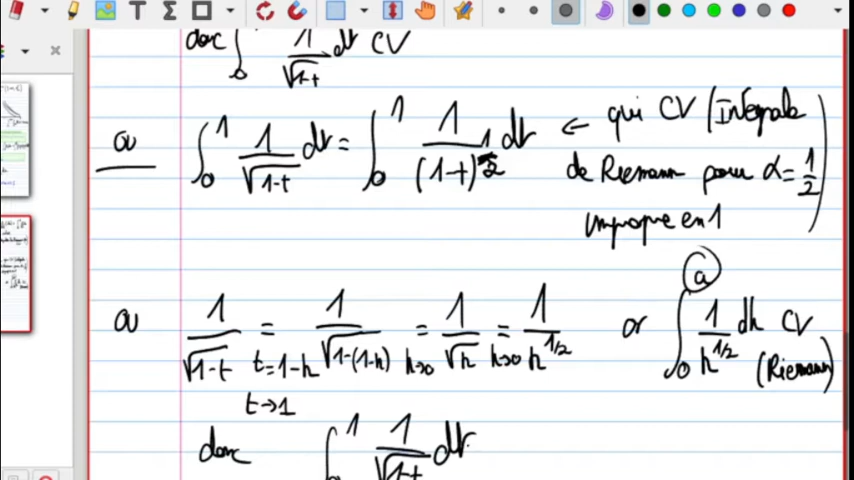 donc ∫₀ 1/√(1-t) dt CV
ou ∫₀¹ 1/√(1-t) dt = ∫₀¹ 1/(1-t)^(1/2) dt ← qui CV (Intégrale
de Riemann pour α = 1/2
impropre en 1)
ou 1/√(1-t) = 1/√(1-(1-h)) = 1/√h = 1/h^(1/2) or ∫₀ᵃ 1/h^(1/2) dh CV
t=1-h h>0 h>0 (Riemann)
t→1
donc ∫₀¹ 1/√(1-t) dt